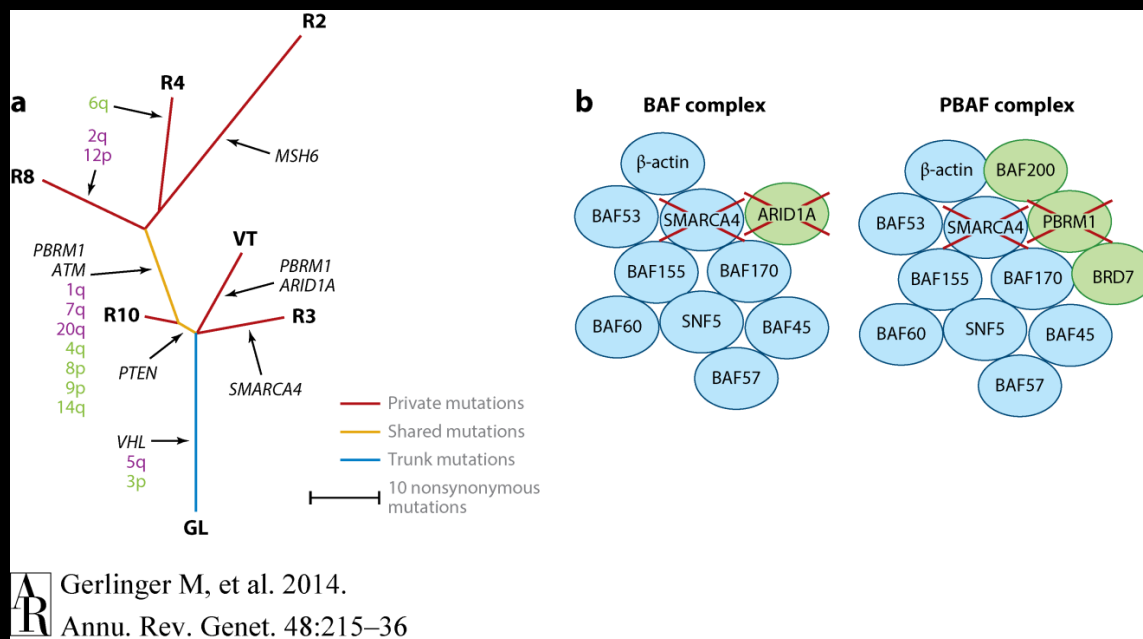 a
R2
R4
6q
2q
12p
MSH6
R8
PBRM1
ATM
1q
7q
20q
4q
8p
9p
14q
VT
PBRM1
ARID1A
R10
R3
PTEN
SMARCA4
VHL
5q
3p
GL
Private mutations
Shared mutations
Trunk mutations
10 nonsynonymous
mutations
b
BAF complex
β-actin
BAF53
SMARCA4
ARID1A
BAF155
BAF170
BAF60
SNF5
BAF45
BAF57
PBAF complex
β-actin
BAF200
BAF53
SMARCA4
PBRM1
BAF155
BAF170
BRD7
BAF60
SNF5
BAF45
BAF57
AR
Gerlinger M, et al. 2014.
Annu. Rev. Genet. 48:215–36